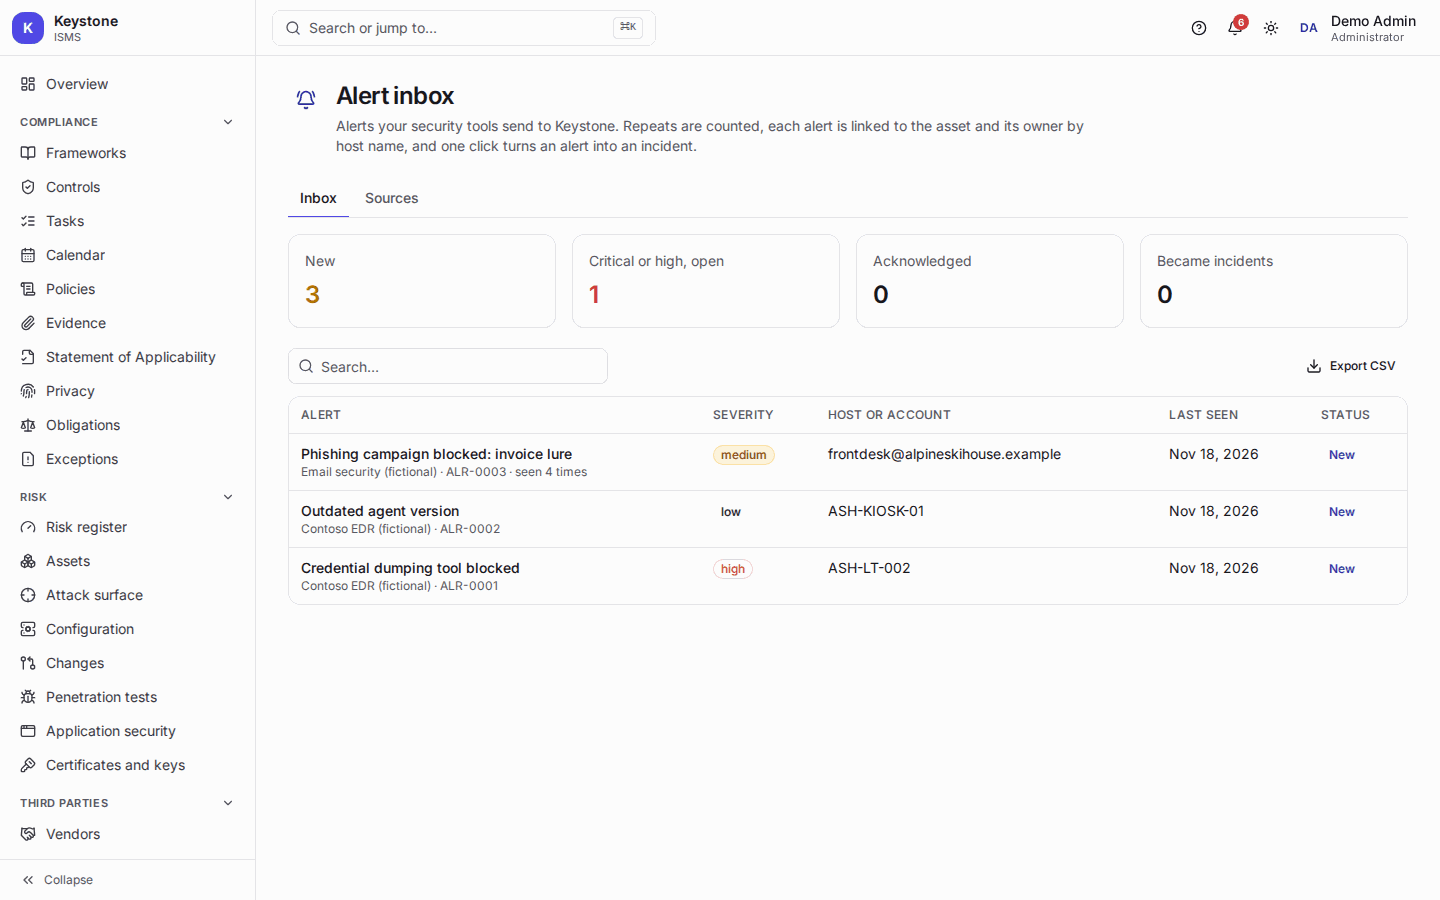 Keystone
ISMS
Search or jump to...
⌘K
6
DA
Demo Admin
Administrator
Overview
COMPLIANCE
Frameworks
Controls
Tasks
Calendar
Policies
Evidence
Statement of Applicability
Privacy
Obligations
Exceptions
RISK
Risk register
Assets
Attack surface
Configuration
Changes
Penetration tests
Application security
Certificates and keys
THIRD PARTIES
Vendors
Collapse
Alert inbox
Alerts your security tools send to Keystone. Repeats are counted, each alert is linked to the asset and its owner by
host name, and one click turns an alert into an incident.
Inbox Sources
New
3
Critical or high, open
1
Acknowledged
0
Became incidents
0
Search...
Export CSV
ALERT SEVERITY HOST OR ACCOUNT LAST SEEN STATUS
Phishing campaign blocked: invoice lure medium frontdesk@alpineskihouse.example Nov 18, 2026 New
Email security (fictional) · ALR-0003 · seen 4 times
Outdated agent version low ASH-KIOSK-01 Nov 18, 2026 New
Contoso EDR (fictional) · ALR-0002
Credential dumping tool blocked high ASH-LT-002 Nov 18, 2026 New
Contoso EDR (fictional) · ALR-0001
K